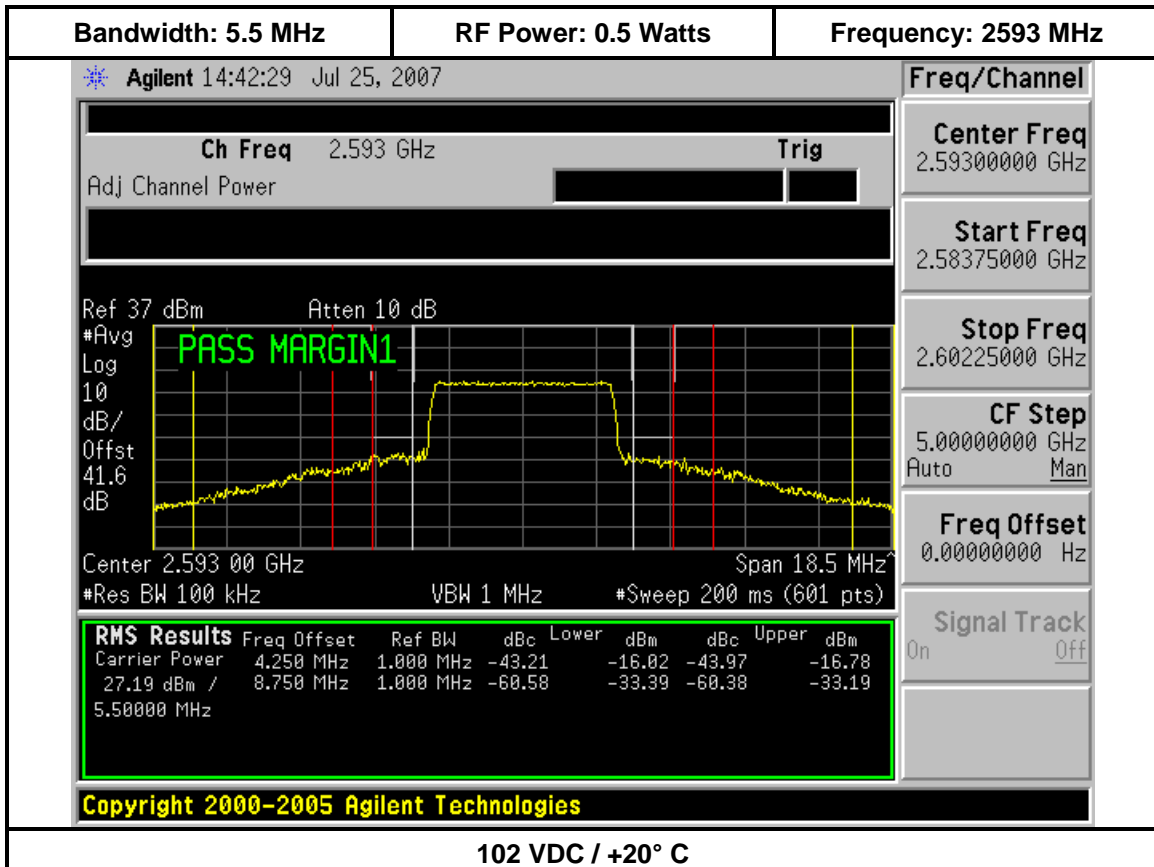 Bandwidth: 5.5 MHz RF Power: 0.5 Watts Frequency: 2593 MHz
Agilent 14:42:29 Jul 25, 2007
Freq/Channel
Ch Freq 2.593 GHz Trig
Adj Channel Power
Center Freq
2.59300000 GHz
Start Freq
2.58375000 GHz
Stop Freq
2.60225000 GHz
CF Step
5.00000000 GHz
Auto Man
Freq Offset
0.00000000 Hz
Signal Track
On Off
Ref 37 dBm Atten 10 dB
#Avg
Log
10
dB/
Offst
41.6
dB
PASS MARGIN1
Center 2.593 00 GHz Span 18.5 MHz^
#Res BW 100 kHz VBW 1 MHz #Sweep 200 ms (601 pts)
RMS Results Freq Offset Ref BW dBc Lower dBm dBc Upper dBm
Carrier Power 4.250 MHz 1.000 MHz -43.21 -16.02 -43.97 -16.78
27.19 dBm / 8.750 MHz 1.000 MHz -60.58 -33.39 -60.38 -33.19
5.50000 MHz
Copyright 2000-2005 Agilent Technologies
102 VDC / +20° C